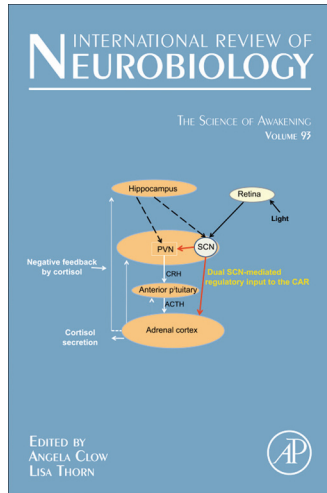 INTERNATIONAL REVIEW OF
NEUROBIOLOGY
THE SCIENCE OF AWAKENING
VOLUME 93
Hippocampus
Retina
Light
PVN
SCN
Negative feedback
by cortisol
CRH
Dual SCN-mediated
regulatory input to the CAR
Anterior p'tuitary
ACTH
Adrenal cortex
Cortisol
secretion
EDITED BY
ANGELA CLOW
LISA THORN
AP